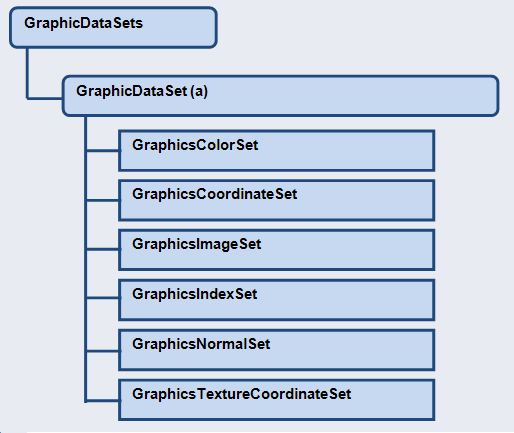 GraphicDataSets
GraphicDataSet (a)
GraphicsColorSet
GraphicsCoordinateSet
GraphicsImageSet
GraphicsIndexSet
GraphicsNormalSet
GraphicsTextureCoordinateSet